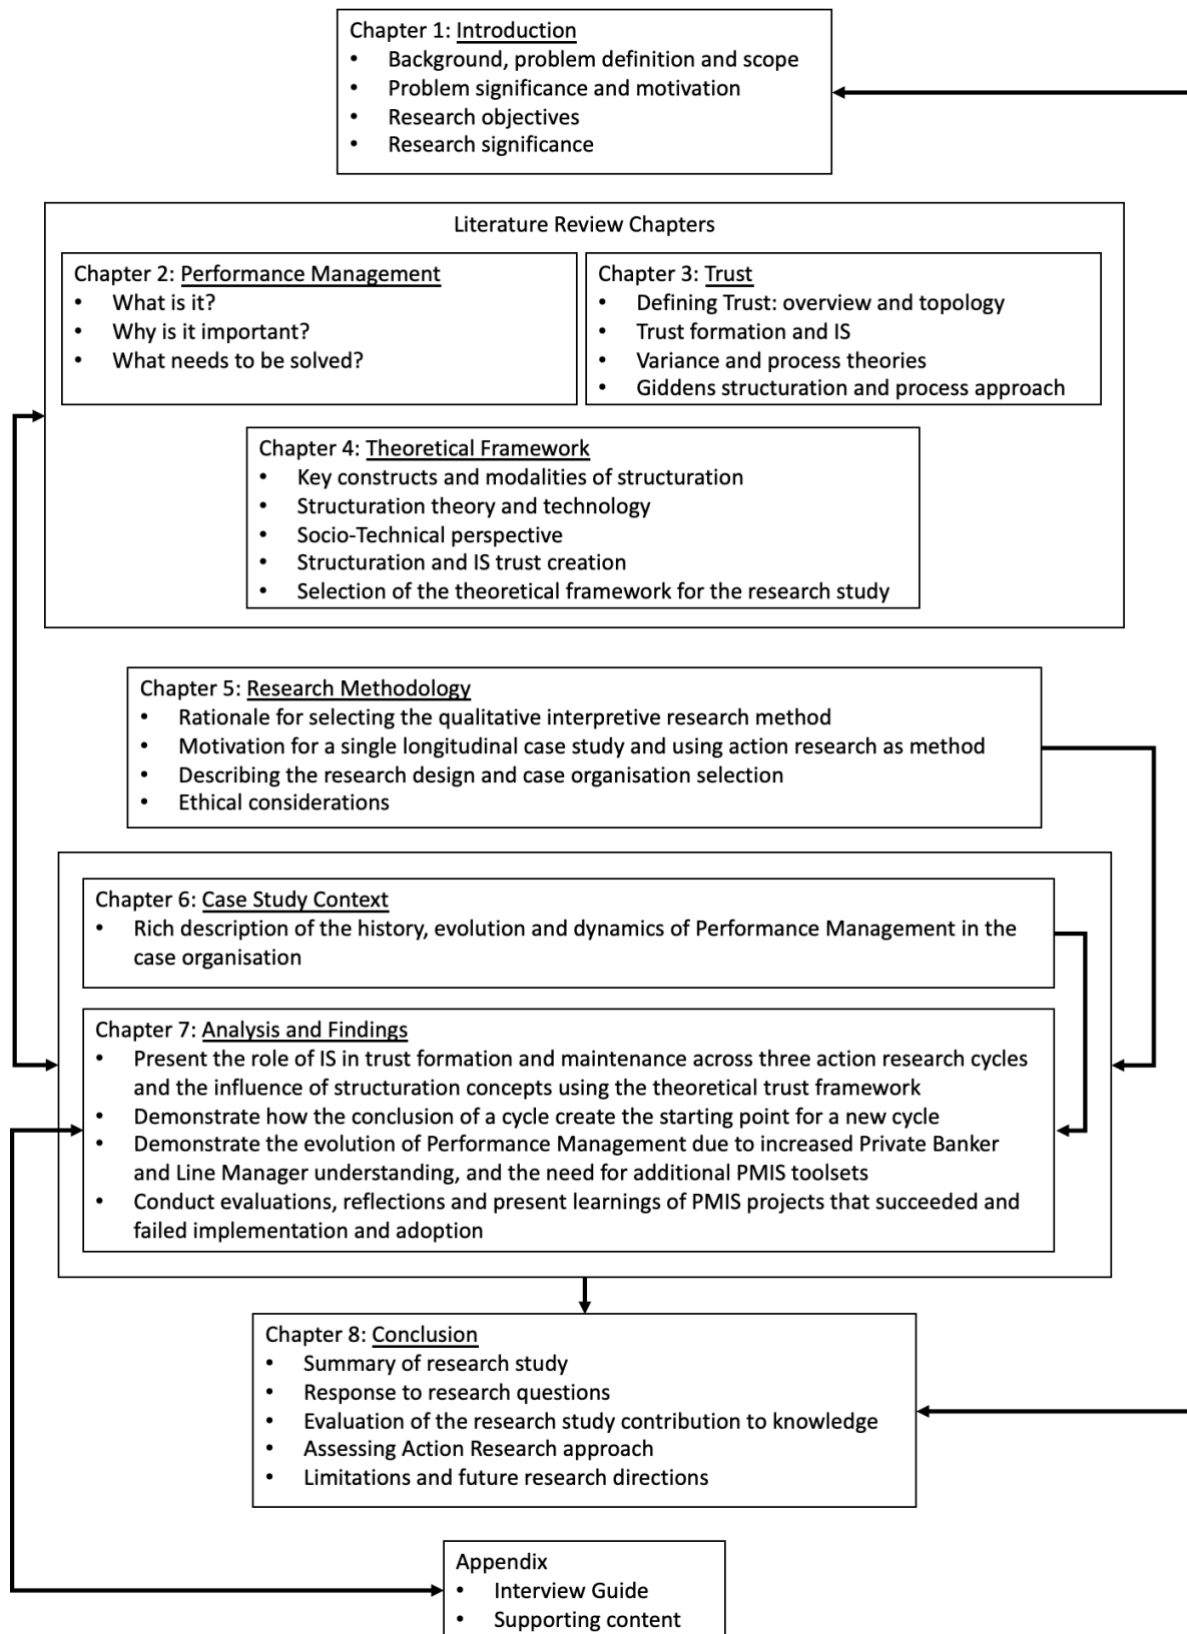 Chapter 1: Introduction
• Background, problem definition and scope
• Problem significance and motivation
• Research objectives
• Research significance
Literature Review Chapters
Chapter 2: Performance Management
• What is it?
• Why is it important?
• What needs to be solved?
Chapter 3: Trust
• Defining Trust: overview and topology
• Trust formation and IS
• Variance and process theories
• Giddens structuration and process approach
Chapter 4: Theoretical Framework
• Key constructs and modalities of structuration
• Structuration theory and technology
• Socio-Technical perspective
• Structuration and IS trust creation
• Selection of the theoretical framework for the research study
Chapter 5: Research Methodology
• Rationale for selecting the qualitative interpretive research method
• Motivation for a single longitudinal case study and using action research as method
• Describing the research design and case organisation selection
• Ethical considerations
Chapter 6: Case Study Context
• Rich description of the history, evolution and dynamics of Performance Management in the
case organisation
Chapter 7: Analysis and Findings
• Present the role of IS in trust formation and maintenance across three action research cycles
and the influence of structuration concepts using the theoretical trust framework
• Demonstrate how the conclusion of a cycle create the starting point for a new cycle
• Demonstrate the evolution of Performance Management due to increased Private Banker
and Line Manager understanding, and the need for additional PMIS toolsets
• Conduct evaluations, reflections and present learnings of PMIS projects that succeeded and
failed implementation and adoption
Chapter 8: Conclusion
• Summary of research study
• Response to research questions
• Evaluation of the research study contribution to knowledge
• Assessing Action Research approach
• Limitations and future research directions
Appendix
• Interview Guide
• Supporting content